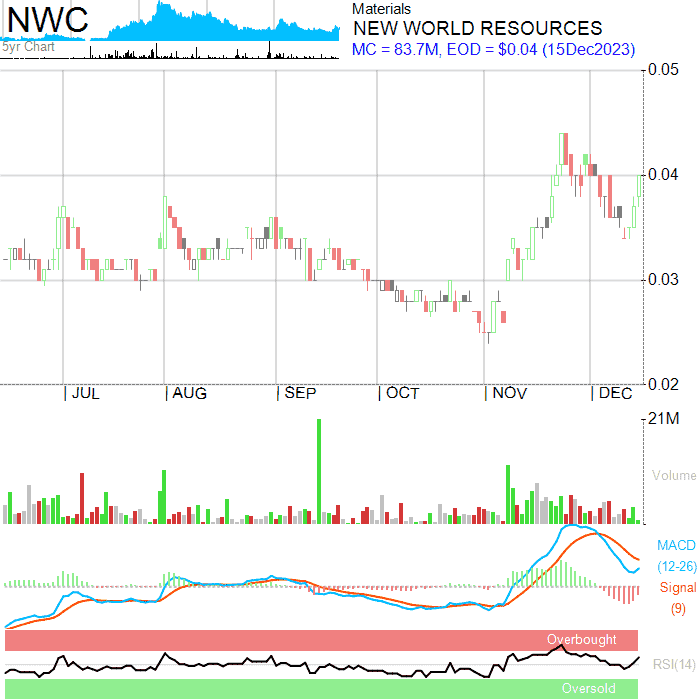 NWC
5yr Chart
Materials
NEW WORLD RESOURCES
MC = 83.7M, EOD = $0.04 (15Dec2023)
0.05
0.04
0.03
0.02
JUL AUG SEP OCT NOV DEC
21M
Volume
MACD
(12-26)
Signal
(9)
Overbought
RSI(14)
Oversold